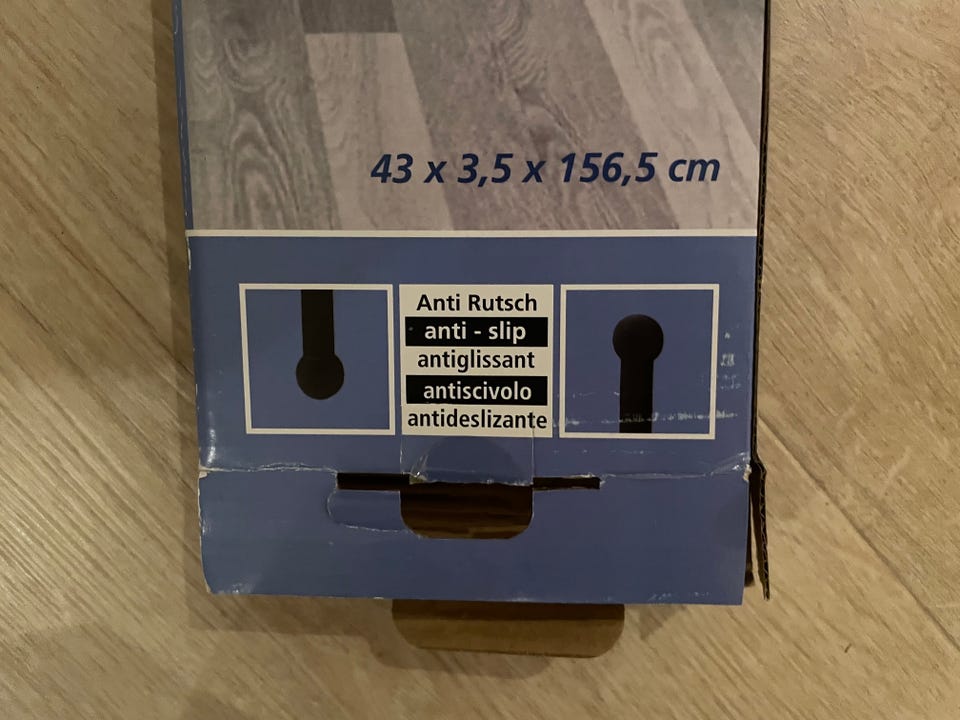 43 x 3,5 x 156,5 cm
Anti Rutsch
anti - slip
antiglissant
antiscivolo
antideslizante